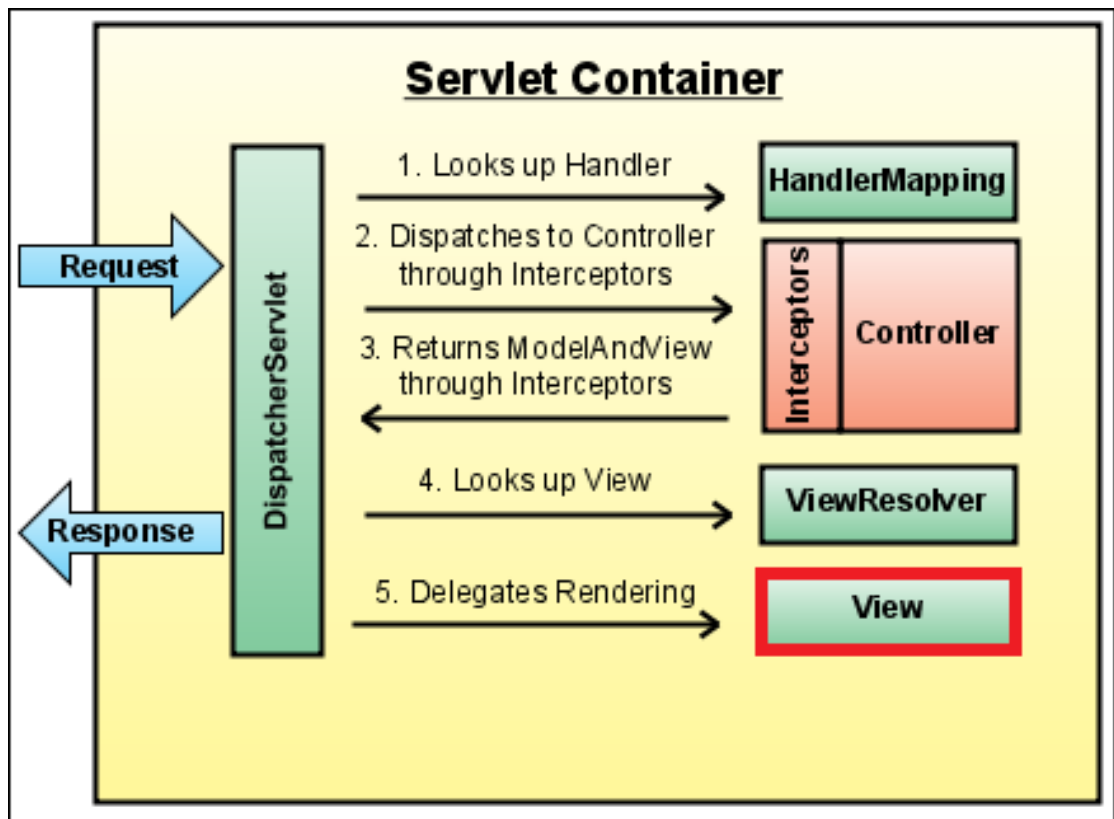 Servlet Container
1. Looks up Handler
HandlerMapping
2. Dispatches to Controller
through Interceptors
Request
DispatcherServlet
Interceptors
Controller
3. Returns ModelAndView
through Interceptors
4. Looks up View
ViewResolver
Response
5. Delegates Rendering
View